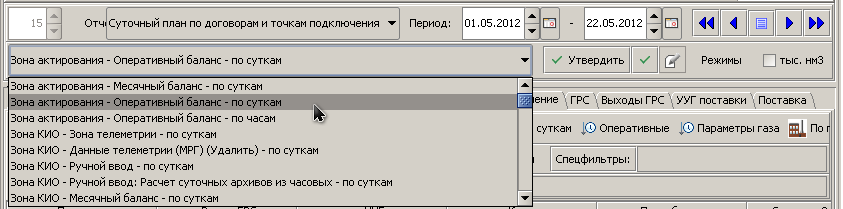 15 Отчё Суточный план по договорам и точкам подключения Период: 01.05.2012 - 22.05.2012
Зона актирования - Оперативный баланс - по суткам Утвердить Режимы тыс. нм3
Зона актирования - Месячный баланс - по суткам
Зона актирования - Оперативный баланс - по суткам ление ГРС Выходы ГРС УУГ поставки Поставка
Зона актирования - Оперативный баланс - по часам
Зона КИО - Зона телеметрии - по суткам суткам Оперативные Параметры газа По г
Зона КИО - Данные телеметрии (МРГ) (Удалить) - по суткам
Зона КИО - Ручной ввод - по суткам Спецфильтры:
Зона КИО - Ручной ввод: Расчет суточных архивов из часовых - по суткам
Зона КИО - Месячный баланс - по суткам